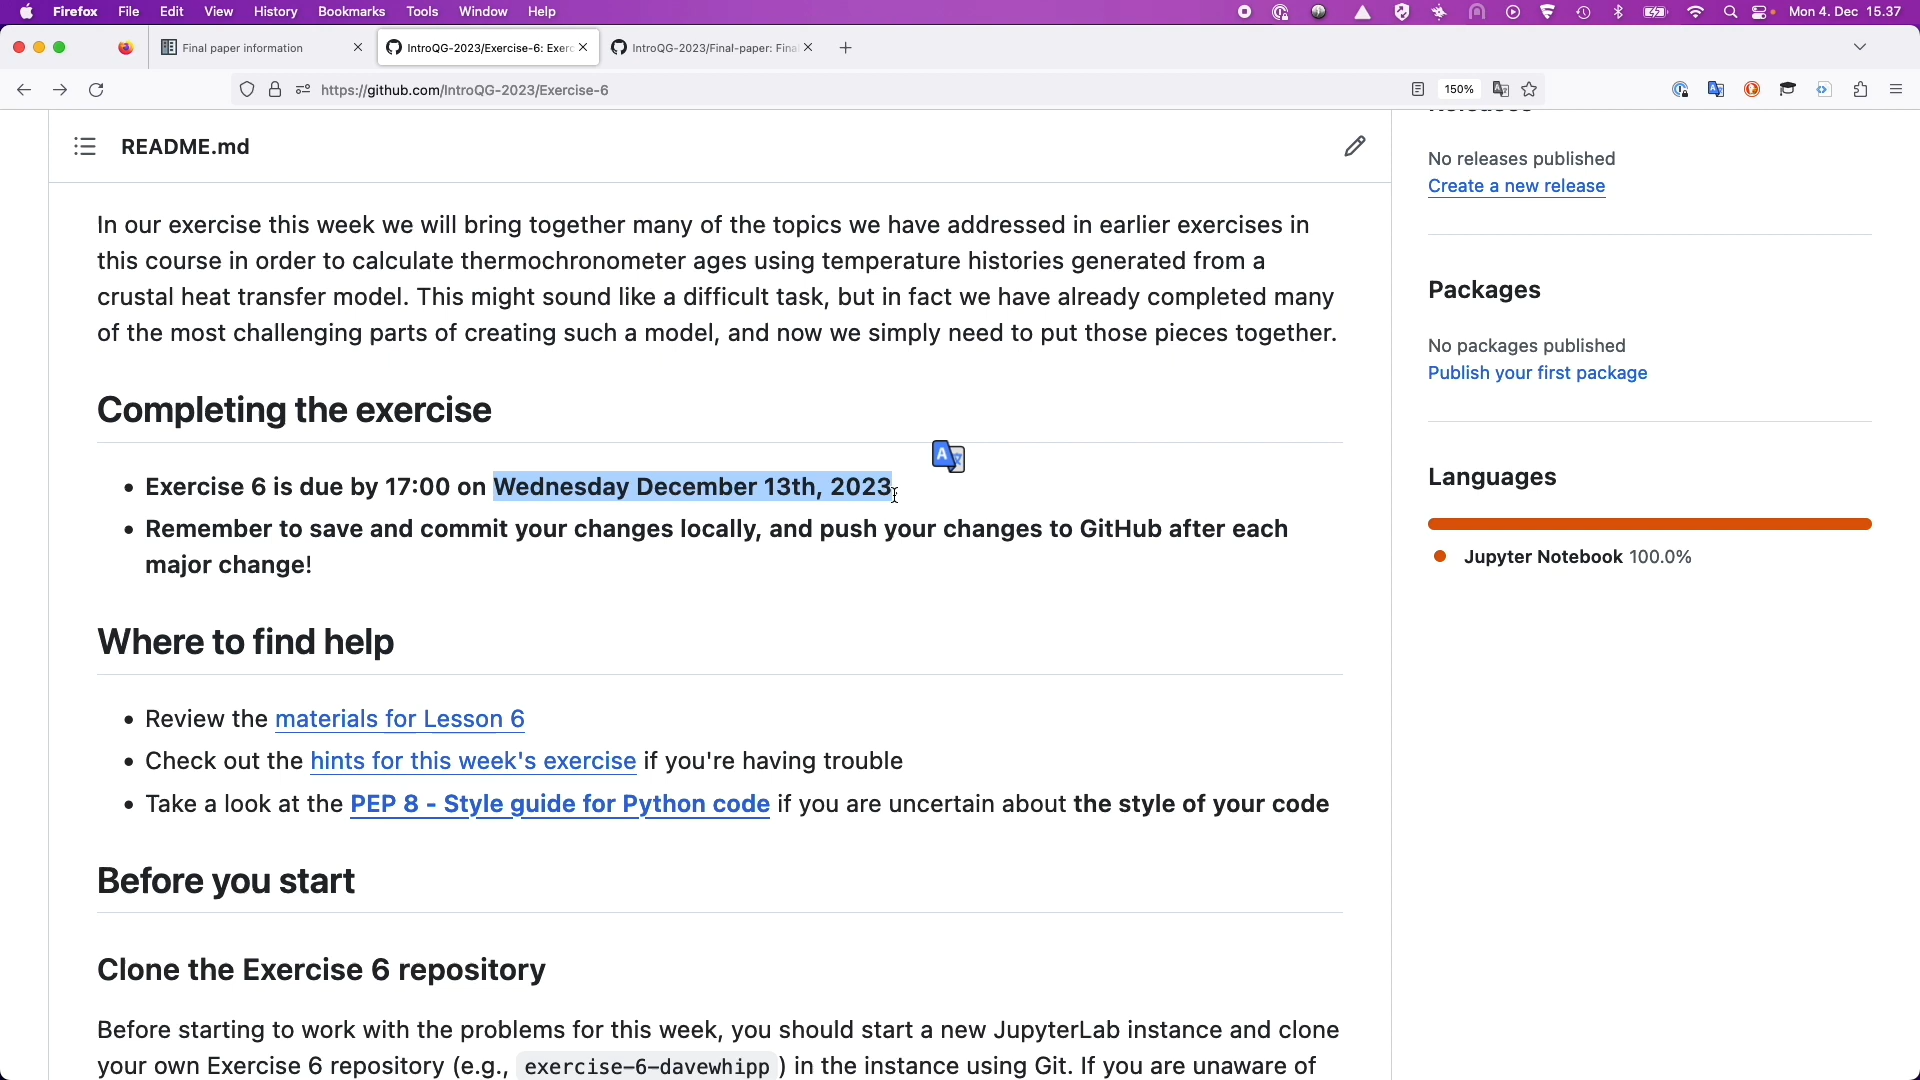 Firefox File Edit View History Bookmarks Tools Window Help Mon 4. Dec 15.37
Final paper information
IntroQG-2023/Exercise-6: Exerc
IntroQG-2023/Final-paper: Fina
https://github.com/IntroQG-2023/Exercise-6
150%
README.md
In our exercise this week we will bring together many of the topics we have addressed in earlier exercises in
this course in order to calculate thermochronometer ages using temperature histories generated from a
crustal heat transfer model. This might sound like a difficult task, but in fact we have already completed many
of the most challenging parts of creating such a model, and now we simply need to put those pieces together.
Completing the exercise
• Exercise 6 is due by 17:00 on Wednesday December 13th, 2023.
• Remember to save and commit your changes locally, and push your changes to GitHub after each
major change!
Where to find help
• Review the materials for Lesson 6
• Check out the hints for this week's exercise if you're having trouble
• Take a look at the PEP 8 - Style guide for Python code if you are uncertain about the style of your code
Before you start
Clone the Exercise 6 repository
Before starting to work with the problems for this week, you should start a new JupyterLab instance and clone
your own Exercise 6 repository (e.g., exercise-6-davewhipp ) in the instance using Git. If you are unaware of
No releases published
Create a new release
Packages
No packages published
Publish your first package
Languages
Jupyter Notebook 100.0%